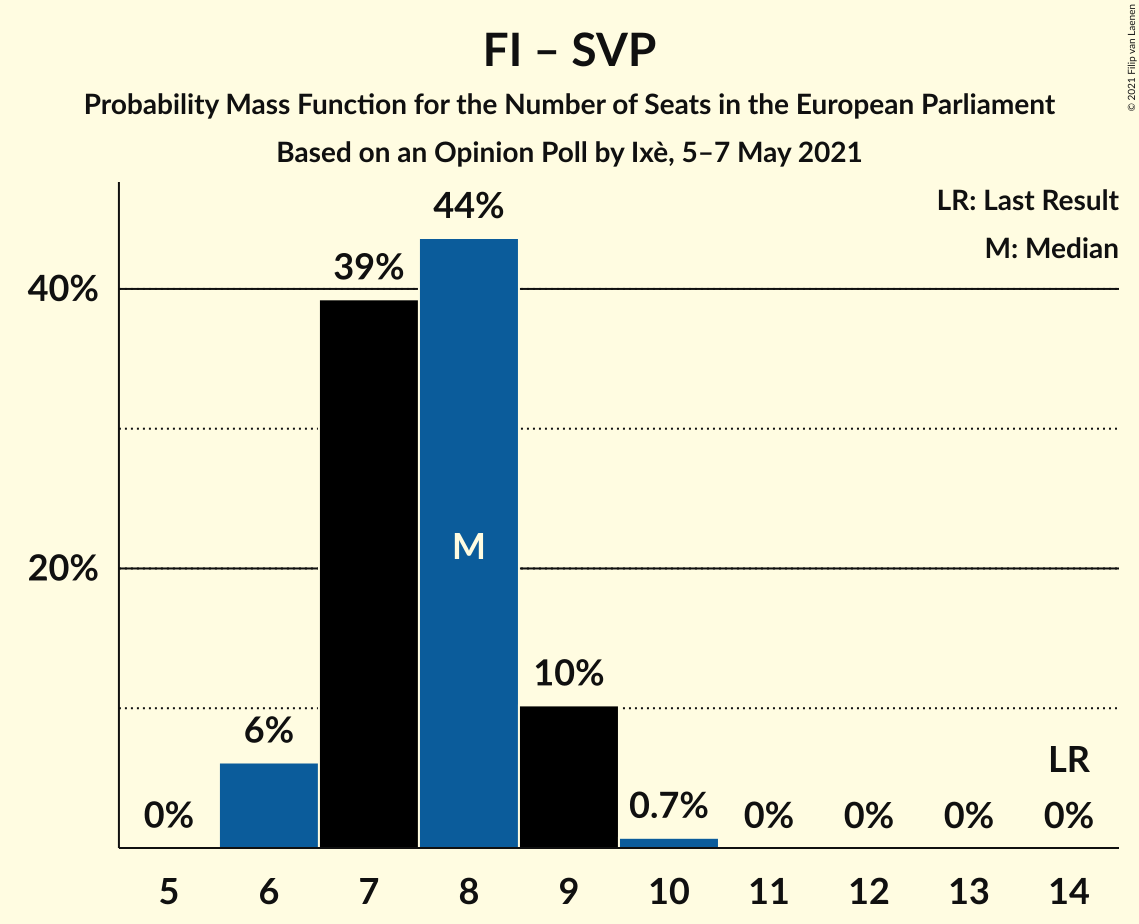 FI – SVP
Probability Mass Function for the Number of Seats in the European Parliament
Based on an Opinion Poll by Ixè, 5–7 May 2021
© 2021 Filip van Laenen
LR: Last Result
M: Median
44%
39%
40%
M
20%
10%
6%
LR
0%
0.7%
0%
0%
0%
0%
5 6 7 8 9 10 11 12 13 14